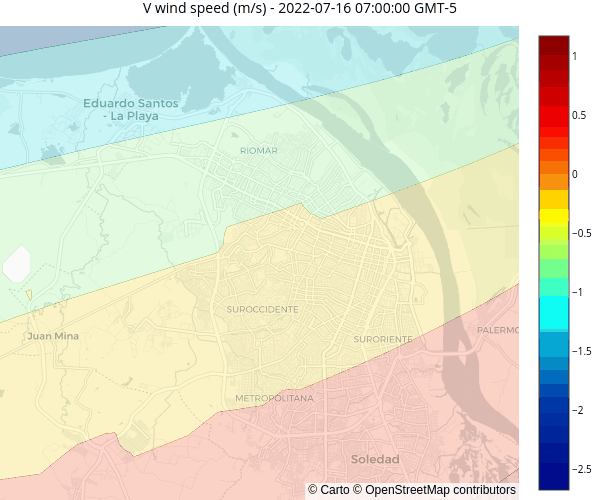 V wind speed (m/s) - 2022-07-16 07:00:00 GMT-5
1
Eduardo Santos
- La Playa
0.5
RIOMAR
0
−0.5
−1
SUROCCIDENTE
PALERMO
Juan Mina
SURORIENTE
−1.5
METROPOLITANA
−2
Soledad
−2.5
© Carto © OpenStreetMap contributors